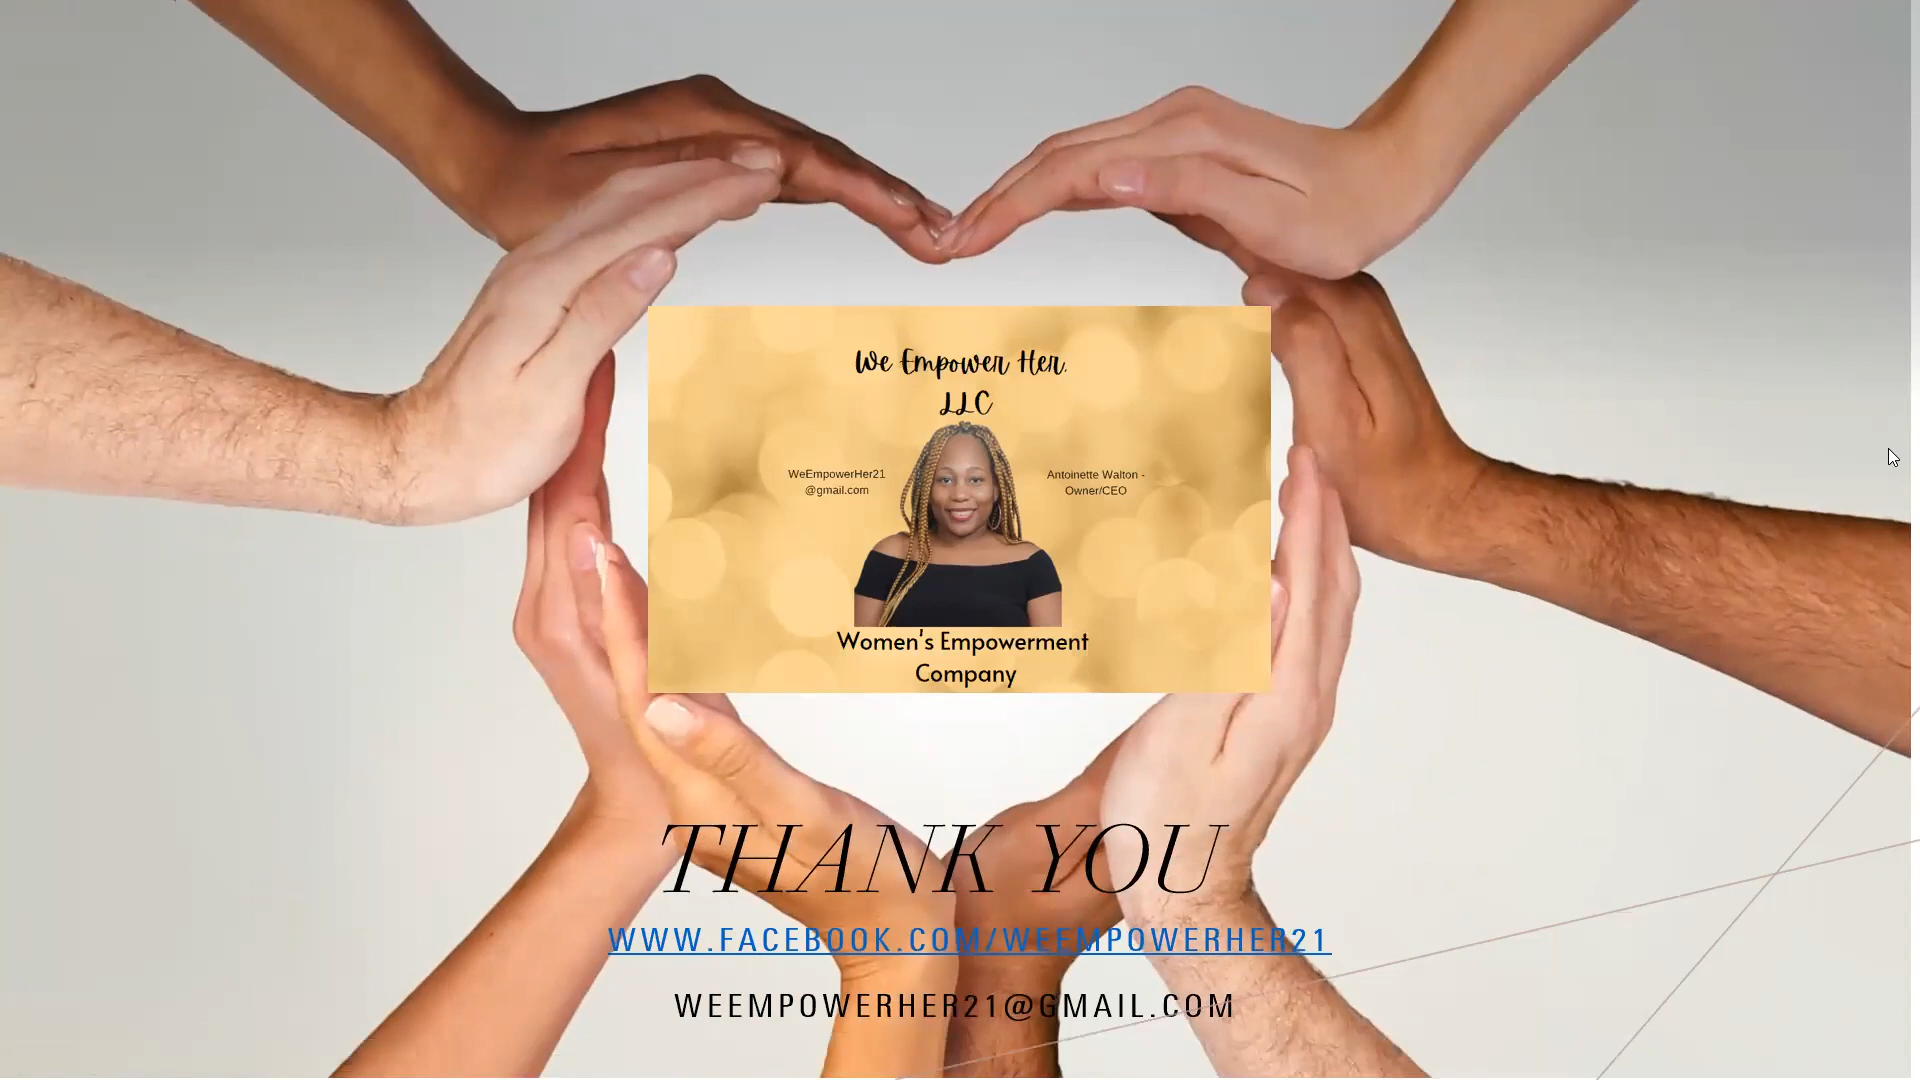 We Empower Her,
LLC
WeEmpowerHer21
@gmail.com
Antoinette Walton -
Owner/CEO
Women's Empowerment
Company
THANK YOU
WWW.FACEBOOK.COM/WEEMPOWERHER21
WEEMPOWERHER21@GMAIL.COM